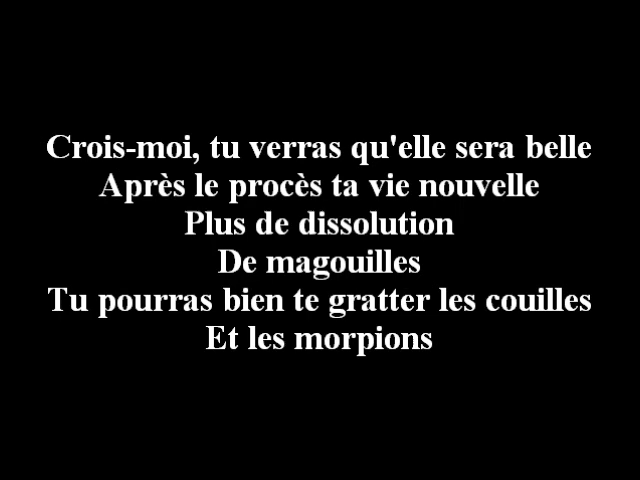 Crois-moi, tu verras qu'elle sera belle
Après le procès ta vie nouvelle
Plus de dissolution
De magouilles
Tu pourras bien te gratter les couilles
Et les morpions